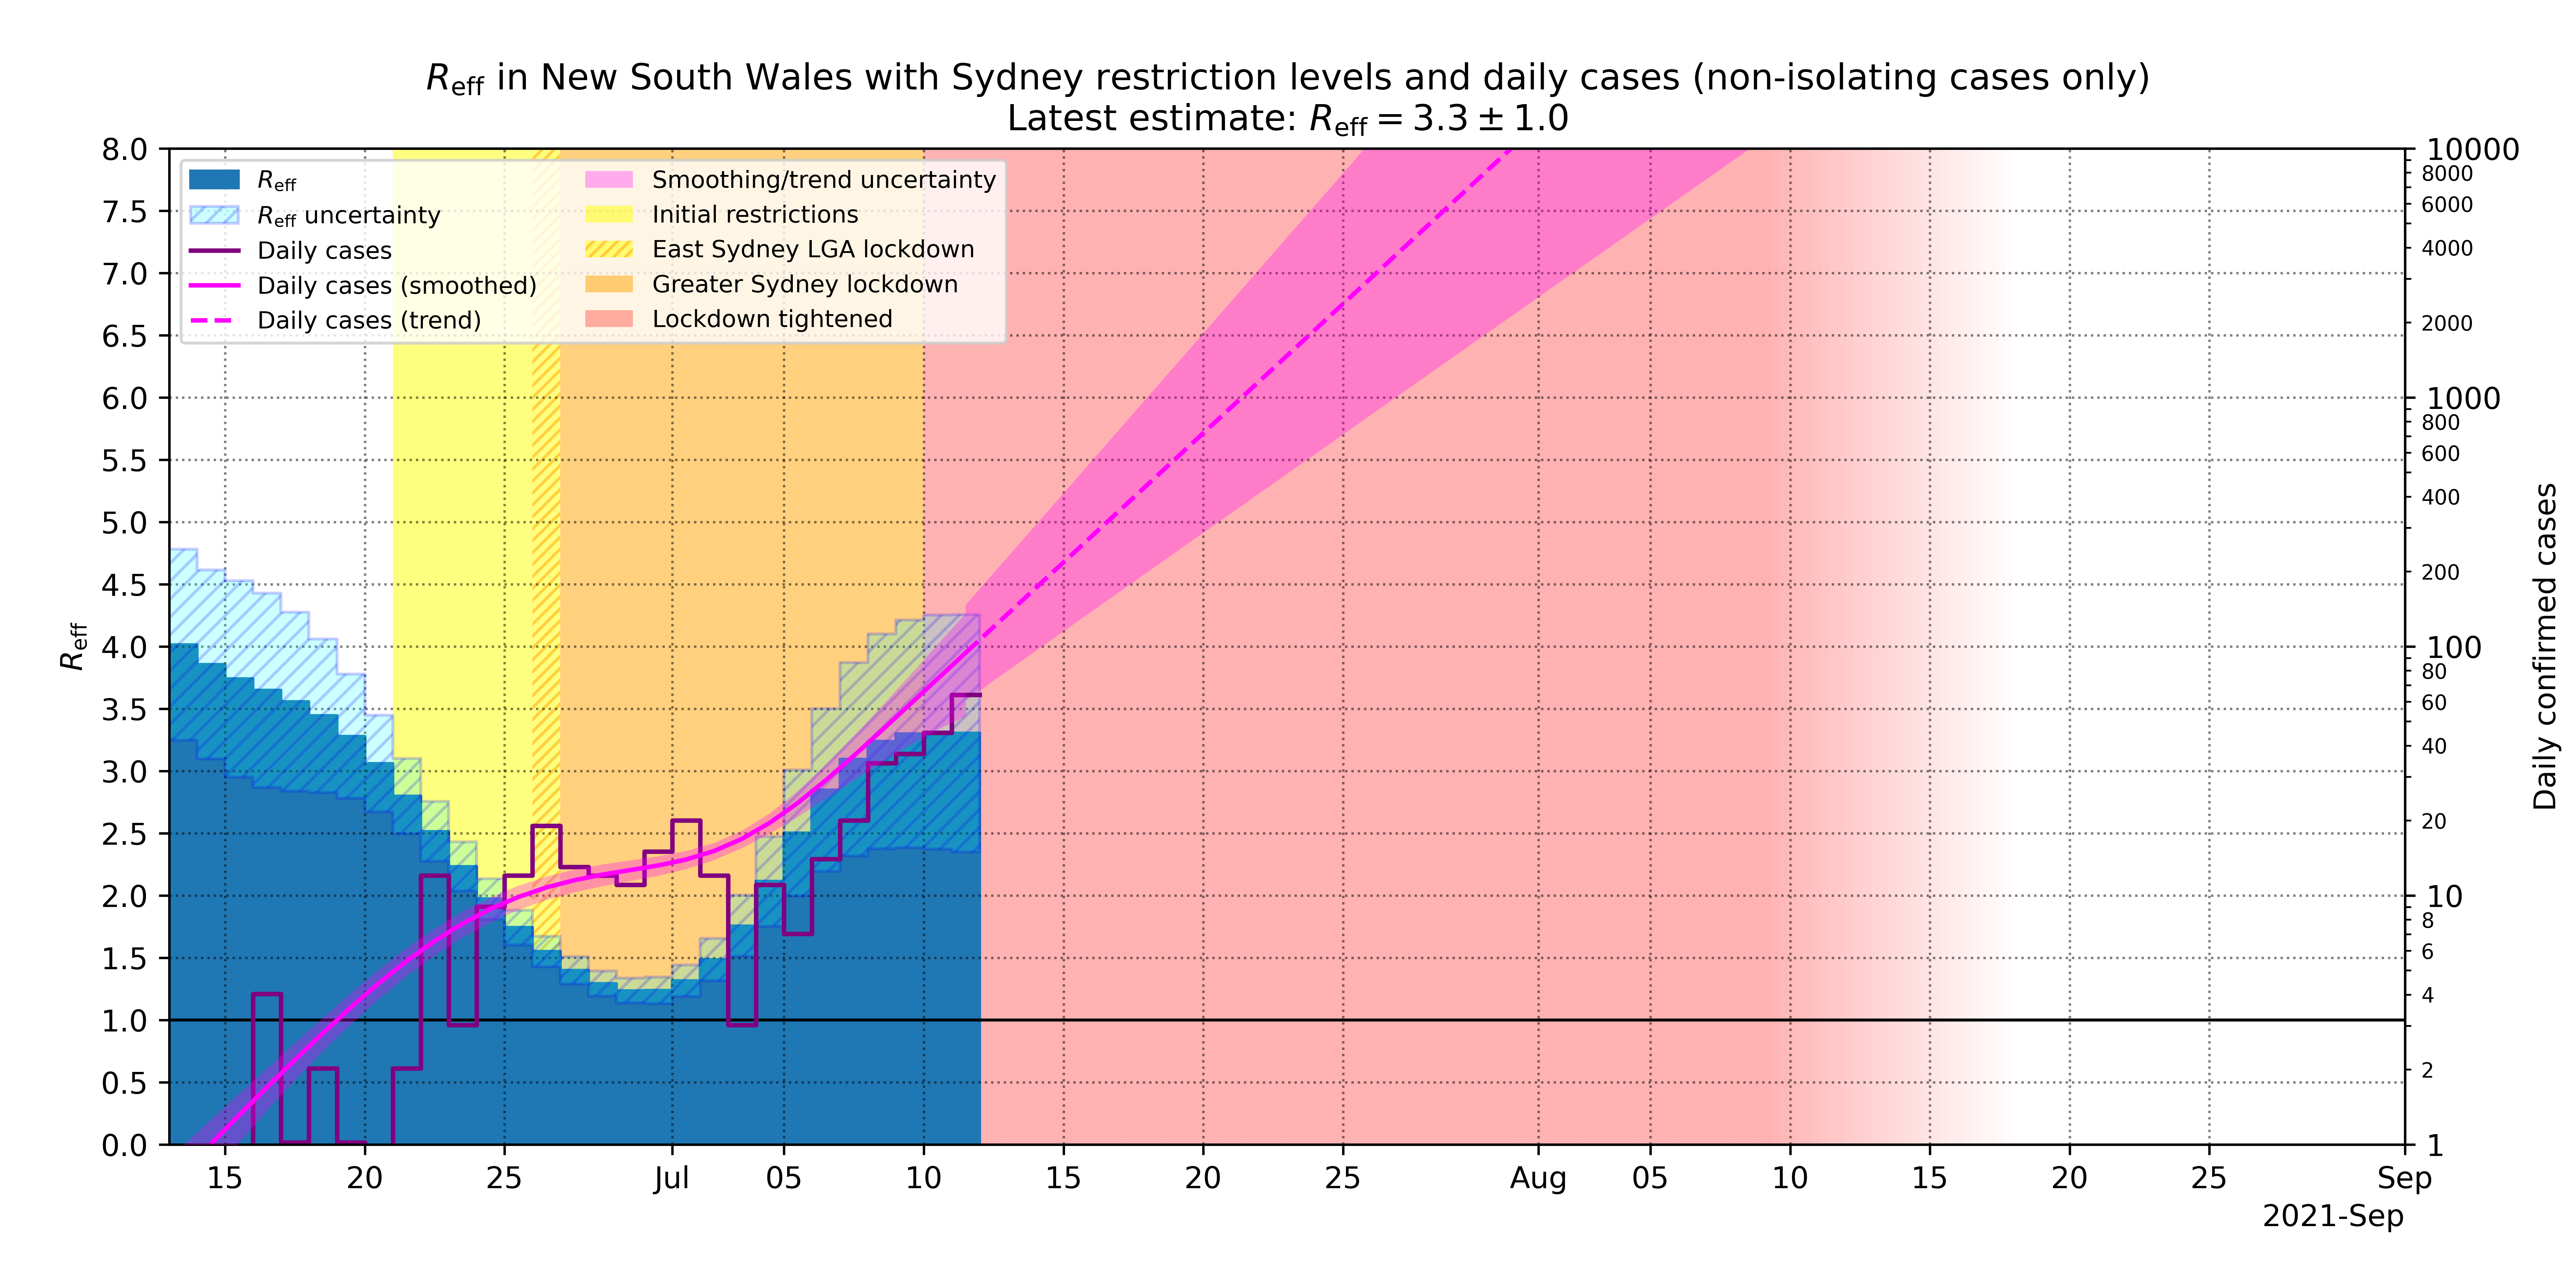 R_eff in New South Wales with Sydney restriction levels and daily cases (non-isolating cases only)
Latest estimate: R_eff = 3.3 ± 1.0
R_eff
R_eff uncertainty
Daily cases
Daily cases (smoothed)
Daily cases (trend)
Smoothing/trend uncertainty
Initial restrictions
East Sydney LGA lockdown
Greater Sydney lockdown
Lockdown tightened
R_eff
8.0
7.5
7.0
6.5
6.0
5.5
5.0
4.5
4.0
3.5
3.0
2.5
2.0
1.5
1.0
0.5
0.0
10000
8000
6000
4000
2000
1000
800
600
400
200
100
80
60
40
20
10
8
6
4
2
1
Daily confirmed cases
15 20 25 Jul 05 10 15 20 25 Aug 05 10 15 20 25 Sep
2021-Sep